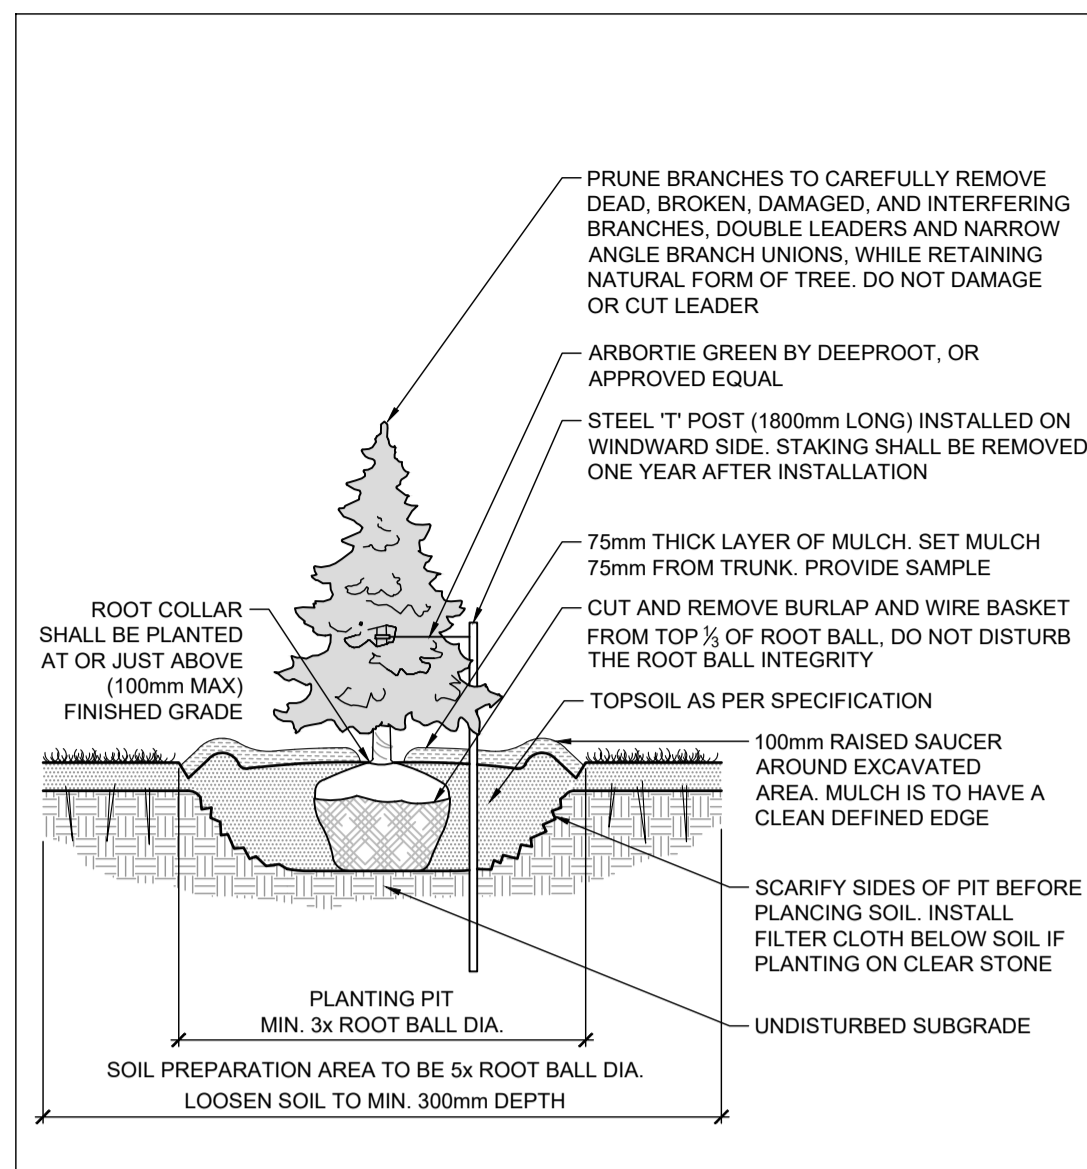 PRUNE BRANCHES TO CAREFULLY REMOVE
DEAD, BROKEN, DAMAGED, AND INTERFERING
BRANCHES, DOUBLE LEADERS AND NARROW
ANGLE BRANCH UNIONS, WHILE RETAINING
NATURAL FORM OF TREE. DO NOT DAMAGE
OR CUT LEADER
ARBORTIE GREEN BY DEEPROOT, OR
APPROVED EQUAL
STEEL 'T' POST (1800mm LONG) INSTALLED ON
WINDWARD SIDE. STAKING SHALL BE REMOVED
ONE YEAR AFTER INSTALLATION
75mm THICK LAYER OF MULCH. SET MULCH
75mm FROM TRUNK. PROVIDE SAMPLE
CUT AND REMOVE BURLAP AND WIRE BASKET
FROM TOP ⅓ OF ROOT BALL, DO NOT DISTURB
THE ROOT BALL INTEGRITY
ROOT COLLAR
SHALL BE PLANTED
AT OR JUST ABOVE
(100mm MAX)
FINISHED GRADE
TOPSOIL AS PER SPECIFICATION
100mm RAISED SAUCER
AROUND EXCAVATED
AREA. MULCH IS TO HAVE A
CLEAN DEFINED EDGE
SCARIFY SIDES OF PIT BEFORE
PLANCING SOIL. INSTALL
FILTER CLOTH BELOW SOIL IF
PLANTING ON CLEAR STONE
UNDISTURBED SUBGRADE
PLANTING PIT
MIN. 3x ROOT BALL DIA.
SOIL PREPARATION AREA TO BE 5x ROOT BALL DIA.
LOOSEN SOIL TO MIN. 300mm DEPTH